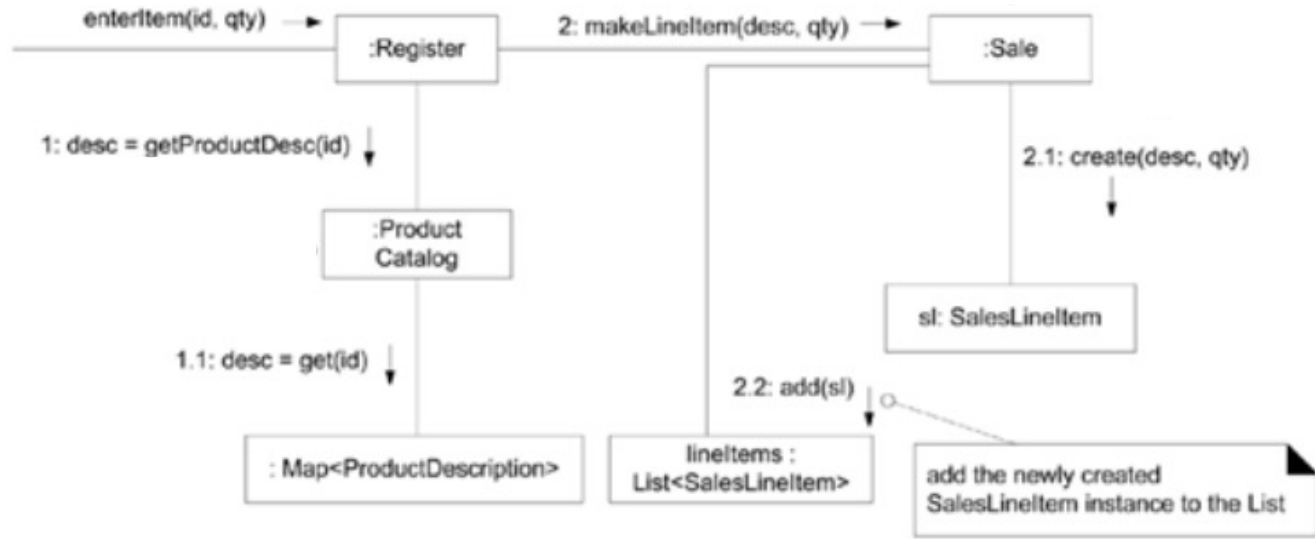 enterItem(id, qty)
:Register
2: makeLineItem(desc, qty)
:Sale
1: desc = getProductDesc(id)
2.1: create(desc, qty)
:Product
Catalog
sl: SalesLineItem
1.1: desc = get(id)
2.2: add(sl)
: Map<ProductDescription>
lineItems :
List<SalesLineItem>
add the newly created
SalesLineItem instance to the List